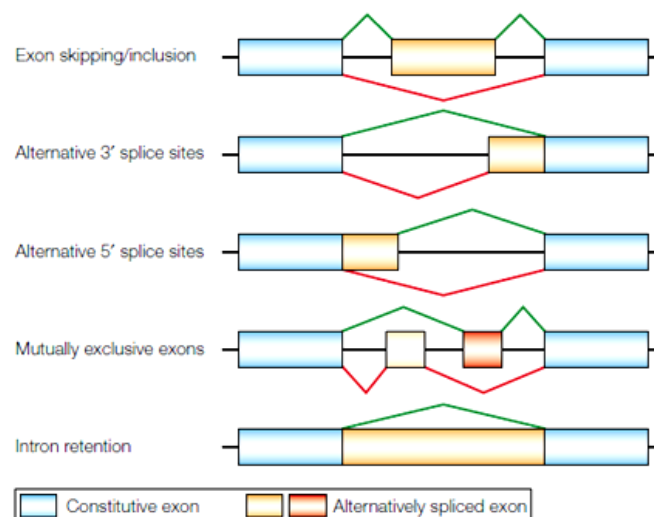 Exon skipping/inclusion
Alternative 3′ splice sites
Alternative 5′ splice sites
Mutually exclusive exons
Intron retention
Constitutive exon Alternatively spliced exon